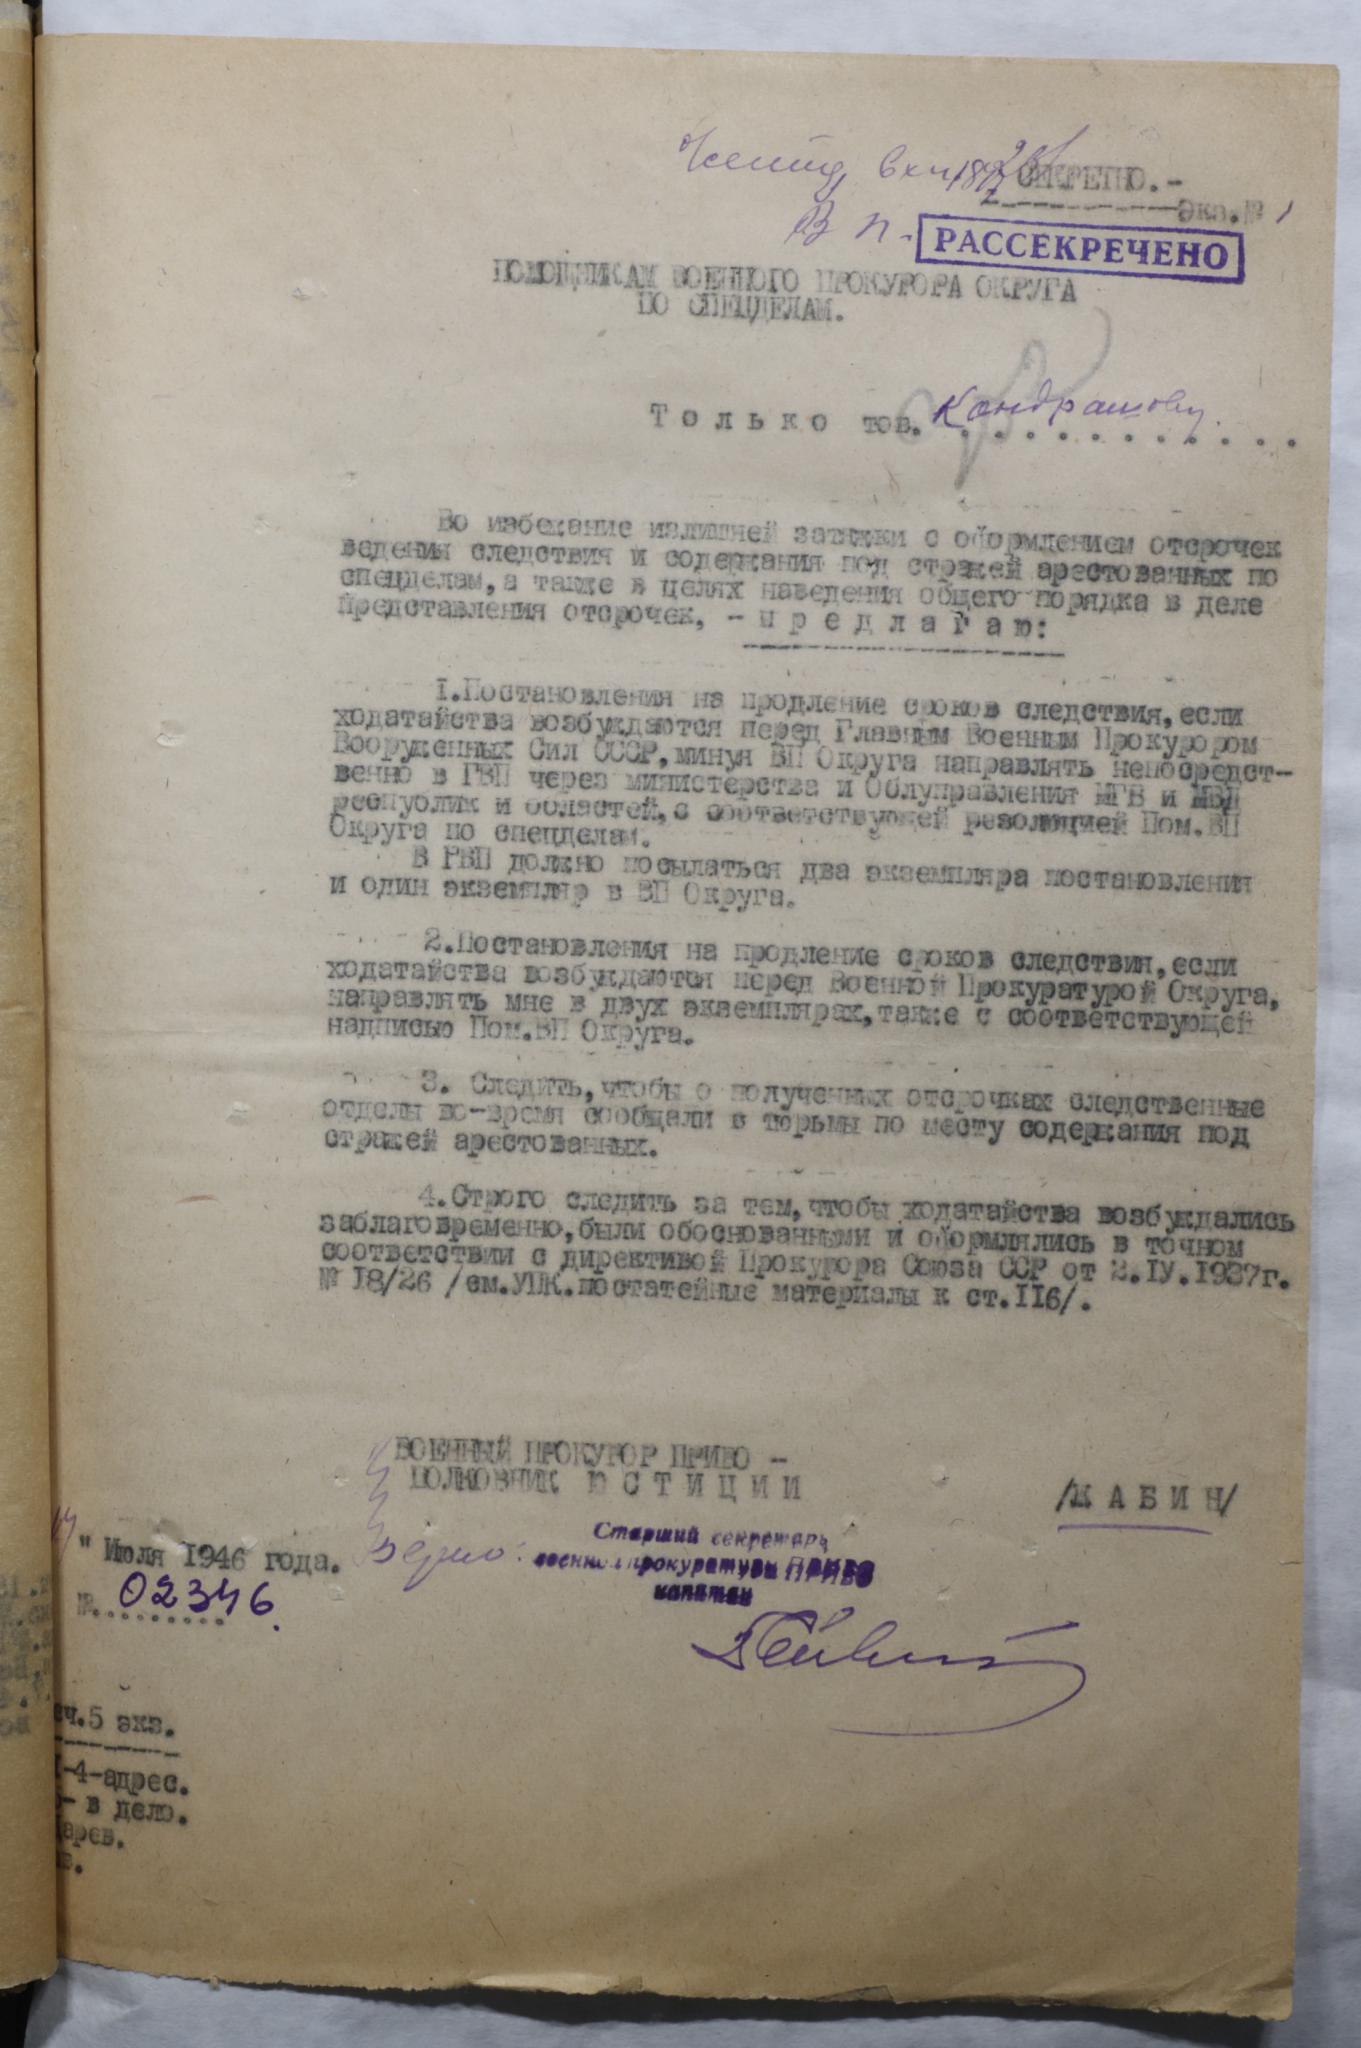 СЕКРЕТНО.-
Экз.№ 1
В П.
РАССЕКРЕЧЕНО
ПОМОЩНИКАМ ВОЕННОГО ПРОКУРОРА ОКРУГА
ПО СПЕЦДЕЛАМ.
Только тов. Кондрашову.
Во избежание излишней затяжки с оформлением отсрочек
ведения следствия и содержания под стражей арестованных по
спецделам, а также в целях наведения общего порядка в деле
представления отсрочек, - предлагаю:
I.Постановления на продление сроков следствия, если
ходатайства возбуждаются перед Главным Военным Прокурором
Вооруженных Сил СССР, минуя ВП Округа направлять непосредст-
венно в ГВП через министерства и Облуправления МГБ и МВД
республик и областей, с соответствующей резолюцией Пом.ВП
Округа по спецделам.
В ГВП должно посылаться два экземпляра постановления
и один экземпляр в ВП Округа.
2.Постановления на продление сроков следствия, если
ходатайства возбуждаются перед Военной Прокуратурой Округа,
направлять мне в двух экземплярах, также с соответствующей
надписью Пом.ВП Округа.
3. Следить, чтобы о полученных отсрочках следственные
отделы во-время сообщали в тюрьмы по месту содержания под
стражей арестованных.
4.Строго следить за тем, чтобы ходатайства возбуждались
заблаговременно, были обоснованными и оформлялись в точном
соответствии с директивой Прокурора Союза ССР от 2.IУ.1937г.
№ I8/26 /см.УПК.постатейные материалы к ст.II6/.
ВОЕННЫЙ ПРОКУРОР ПРИВО -
ПОЛКОВНИК ЮСТИЦИИ
/ЖАБИН/
" Июля 1946 года.
Верно:
Старший секретарь
военной прокуратуры ПРИВО
капитан
№ 02346.
еч.5 экз.
I-4-адрес.
- в дело.